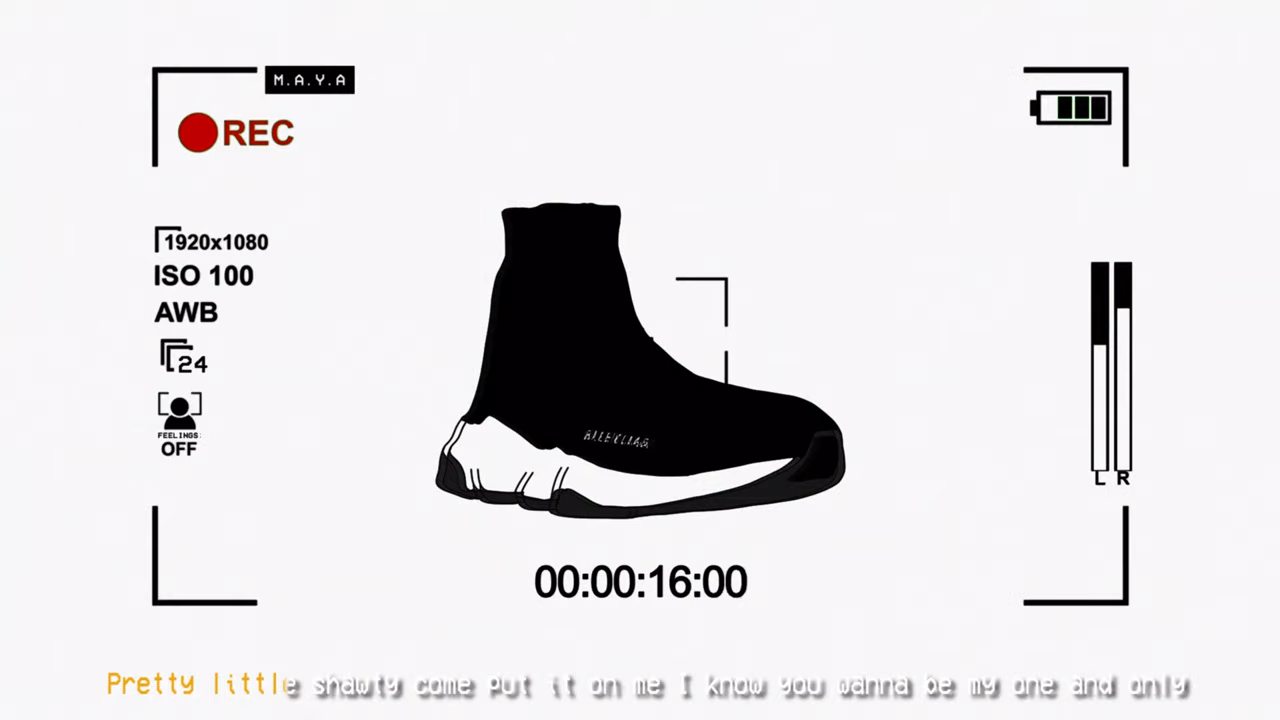 M.A.Y.A
REC
1920x1080
ISO 100
AWB
24
FEELINGS:
OFF
L R
00:00:16:00
Pretty little shawty come put it on me I know you wanna be my one and only